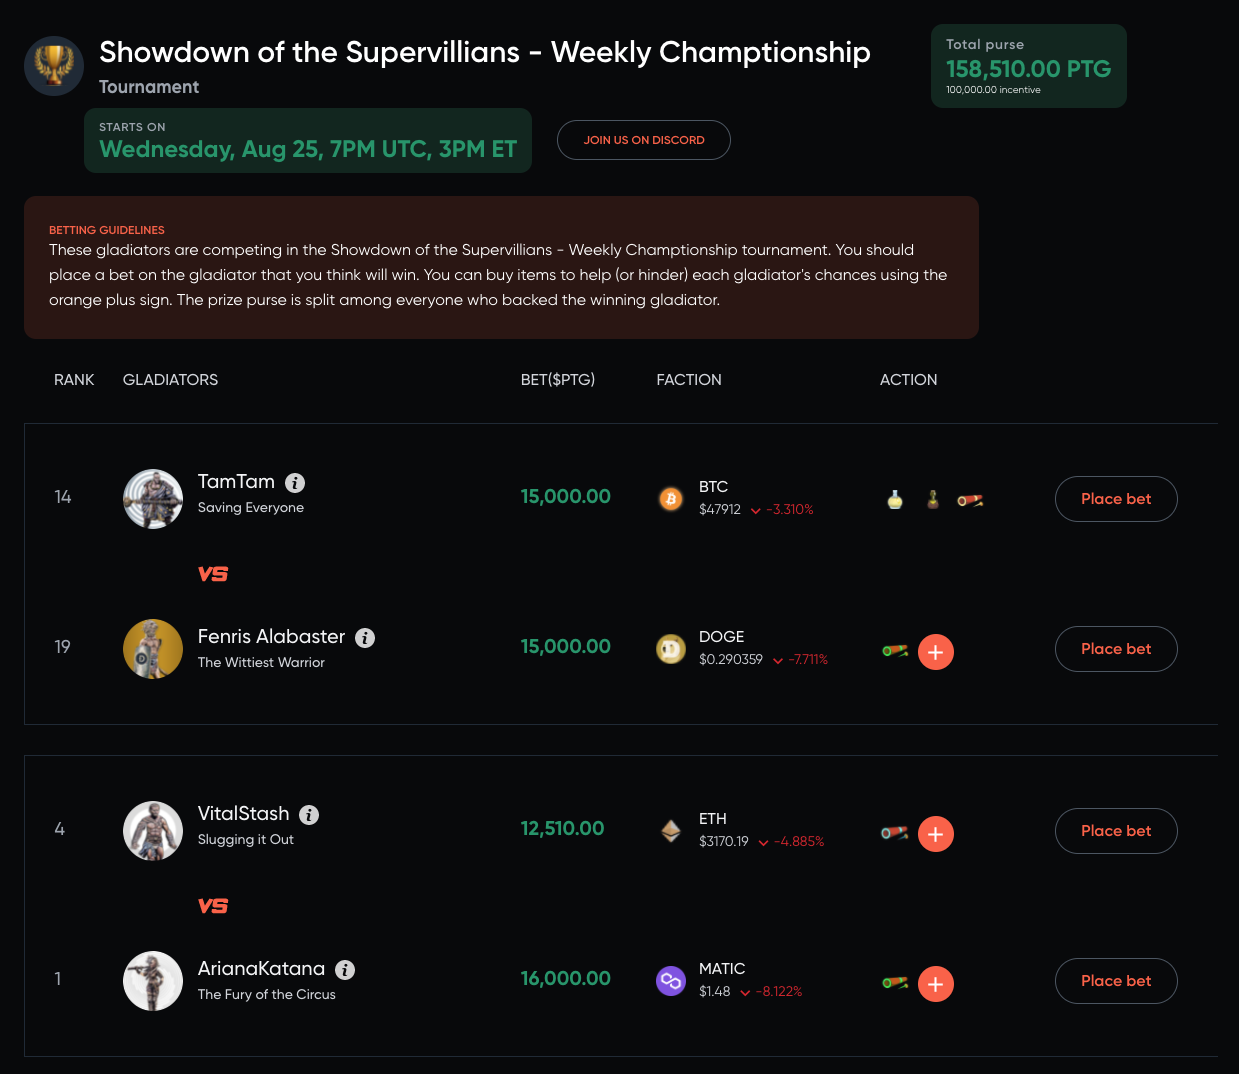 Showdown of the Supervillians - Weekly Champtionship
Tournament
Total purse
158,510.00 PTG
100,000.00 incentive
STARTS ON
Wednesday, Aug 25, 7PM UTC, 3PM ET
JOIN US ON DISCORD
BETTING GUIDELINES
These gladiators are competing in the Showdown of the Supervillians - Weekly Champtionship tournament. You should
place a bet on the gladiator that you think will win. You can buy items to help (or hinder) each gladiator's chances using the
orange plus sign. The prize purse is split among everyone who backed the winning gladiator.
RANK GLADIATORS BET($PTG) FACTION ACTION
14 TamTam i 15,000.00 BTC Place bet
Saving Everyone $47912 -3.310%
VS
19 Fenris Alabaster i 15,000.00 DOGE Place bet
The Wittiest Warrior $0.290359 -7.711%
4 VitalStash i 12,510.00 ETH Place bet
Slugging it Out $3170.19 -4.885%
VS
1 ArianaKatana i 16,000.00 MATIC Place bet
The Fury of the Circus $1.48 -8.122%